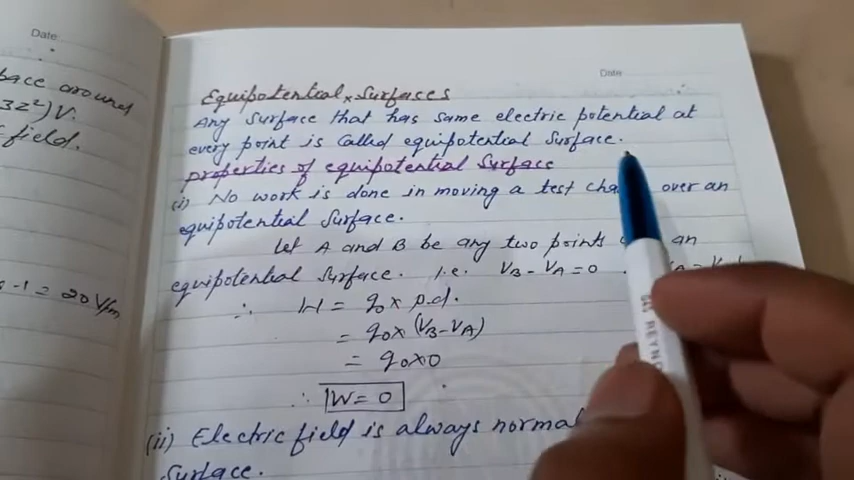 Date
pace around
3z²)V.
field.
-1 = 20 V/m
Date
Equipotential Surfaces
Any Surface that has Same electric potential at
every point is Called equipotential Surface.
properties of equipotential Surface
(i) No work is done in moving a test cha over an
equipotential Surface.
Let A and B be any two points an
equipotential Surface. i.e. VB - VA = 0
∴ W = q₀ x p.d.
= q₀ x (VB - VA)
= q₀ x 0
∴ W = 0
(ii) Electric field is always normal
Surface.